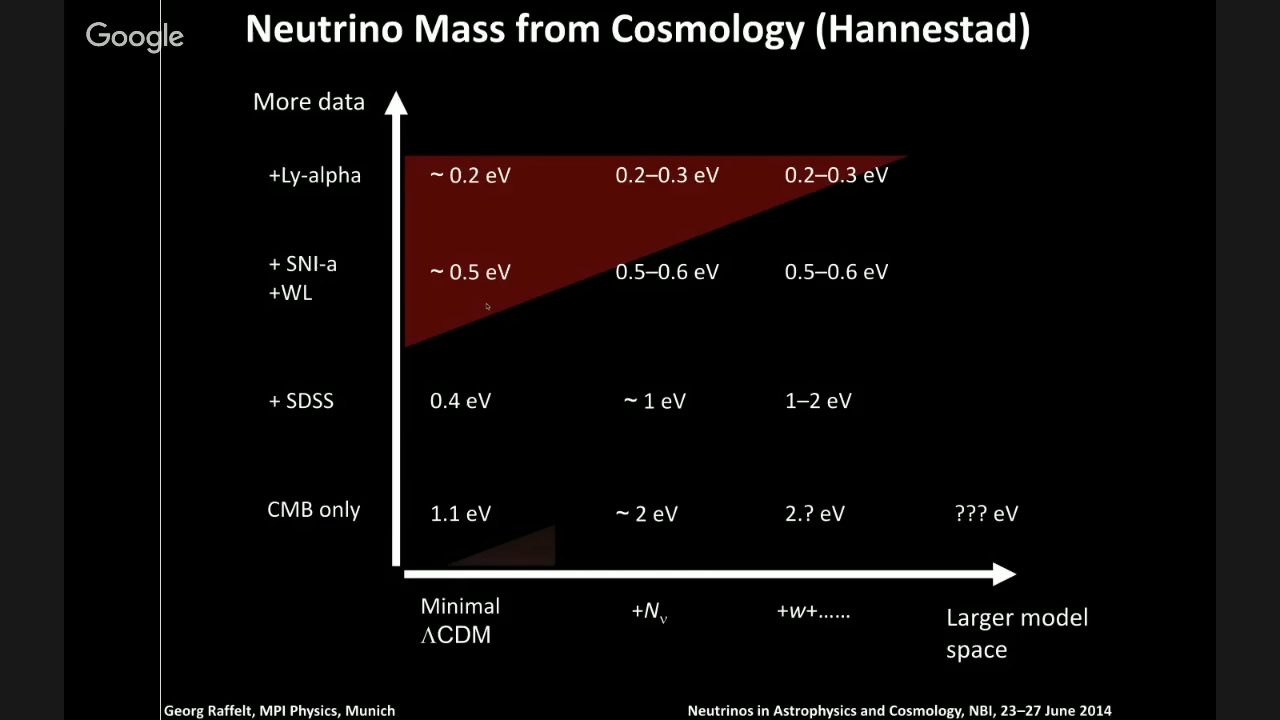 Google
Neutrino Mass from Cosmology (Hannestad)
More data
+Ly-alpha
~ 0.2 eV
0.2–0.3 eV
0.2–0.3 eV
+ SNI-a
+WL
~ 0.5 eV
0.5–0.6 eV
0.5–0.6 eV
+ SDSS
0.4 eV
~ 1 eV
1–2 eV
CMB only
1.1 eV
~ 2 eV
2.? eV
??? eV
Minimal
ΛCDM
+Nν
+w+......
Larger model
space
Georg Raffelt, MPI Physics, Munich
Neutrinos in Astrophysics and Cosmology, NBI, 23–27 June 2014